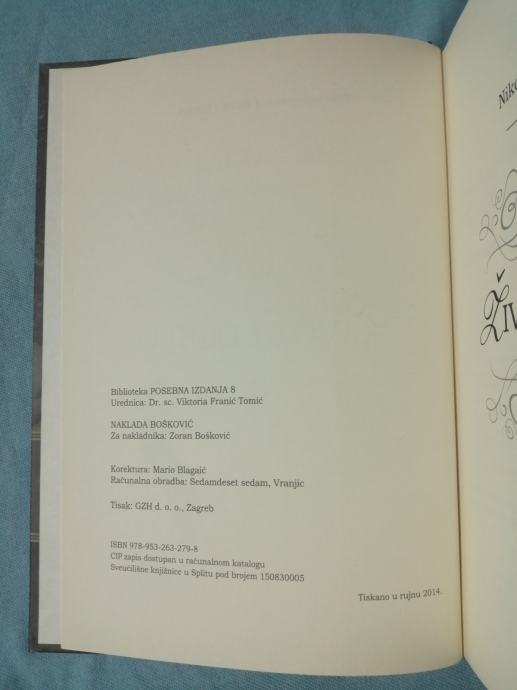 Biblioteka POSEBNA IZDANJA 8
Urednica: Dr. sc. Viktoria Franić Tomić
NAKLADA BOŠKOVIĆ
Za nakladnika: Zoran Bošković
Korektura: Mario Blagaić
Računalna obradba: Sedamdeset sedam, Vranjic
Tisak: GZH d. o. o., Zagreb
ISBN 978-953-263-279-8
CIP zapis dostupan u računalnom katalogu
Sveučilišne knjižnice u Splitu pod brojem 150830005
Tiskano u rujnu 2014.